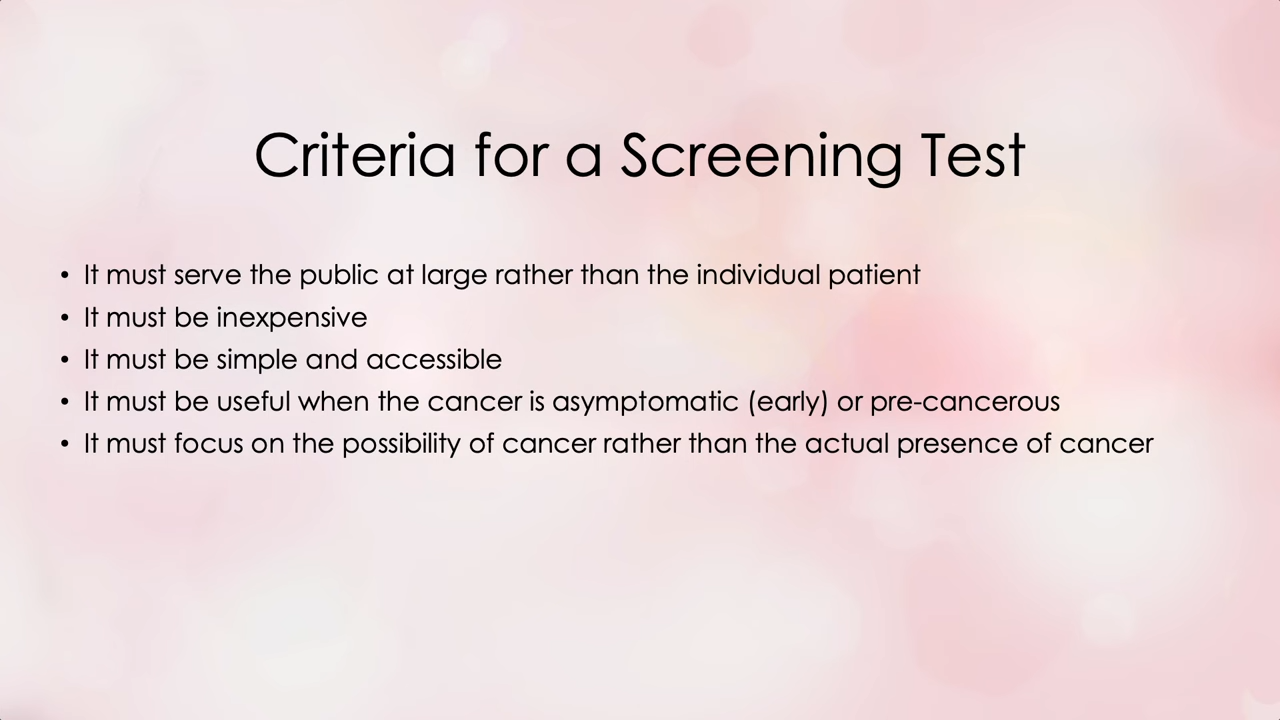 Criteria for a Screening Test
• It must serve the public at large rather than the individual patient
• It must be inexpensive
• It must be simple and accessible
• It must be useful when the cancer is asymptomatic (early) or pre-cancerous
• It must focus on the possibility of cancer rather than the actual presence of cancer